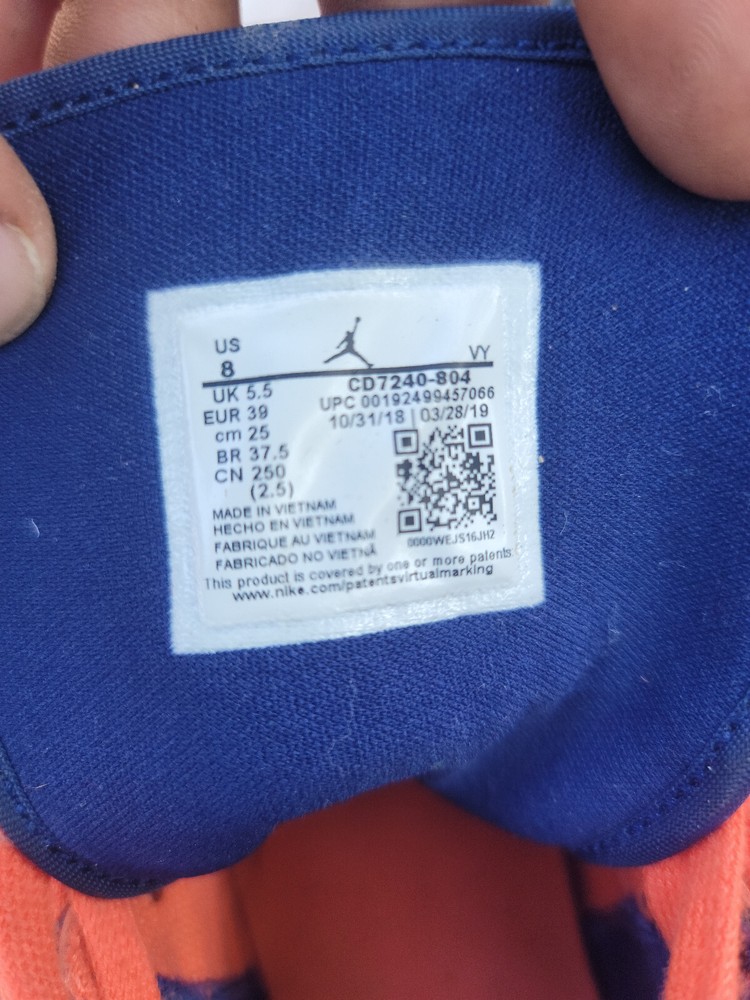 US
8
VY
UK 5.5
EUR 39
cm 25
BR 37.5
CN 250
(2.5)
CD7240-804
UPC 00192499457066
10/31/18 | 03/28/19
0000WEJS16JH2
MADE IN VIETNAM
HECHO EN VIETNAM
FABRIQUE AU VIETNAM
FABRICADO NO VIETNÃ
This product is covered by one or more patents
www.nike.com/patentsvirtualmarking